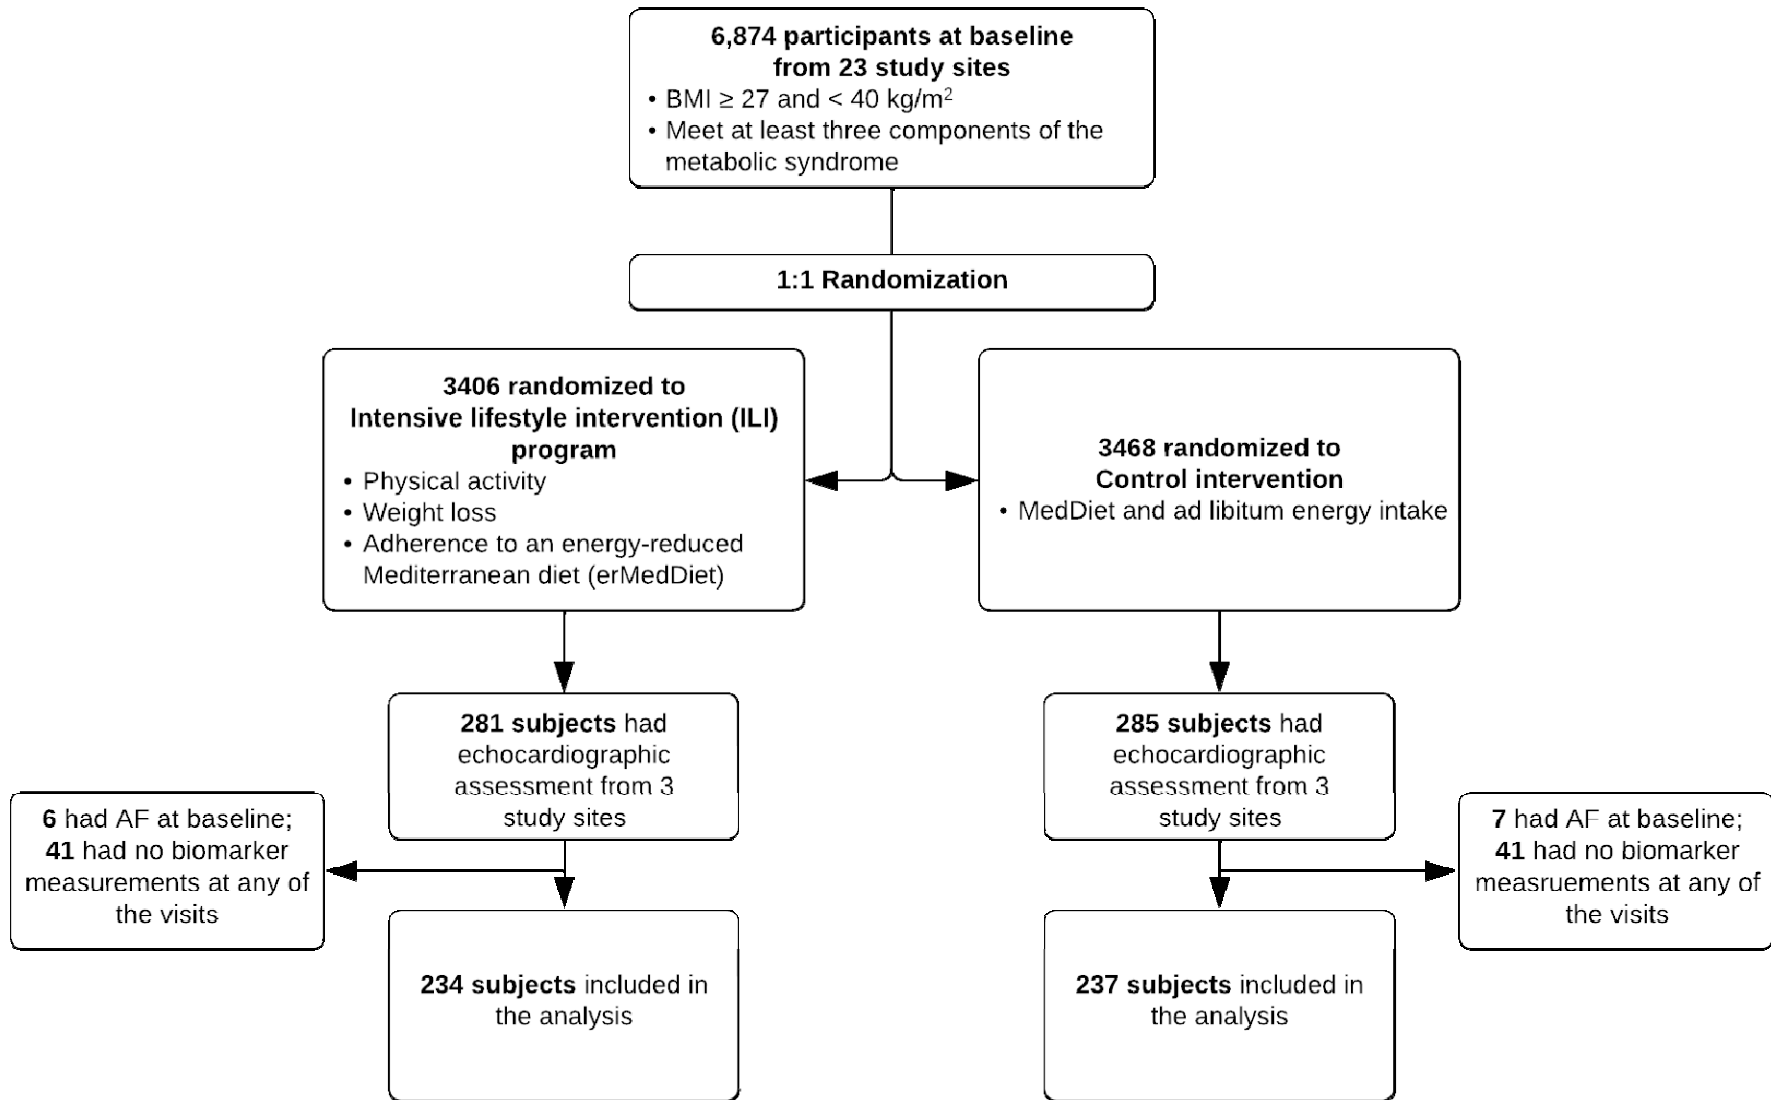 6,874 participants at baseline
from 23 study sites
• BMI ≥ 27 and < 40 kg/m²
• Meet at least three components of the
metabolic syndrome
1:1 Randomization
3406 randomized to
Intensive lifestyle intervention (ILI)
program
• Physical activity
• Weight loss
• Adherence to an energy-reduced
Mediterranean diet (erMedDiet)
3468 randomized to
Control intervention
• MedDiet and ad libitum energy intake
281 subjects had
echocardiographic
assessment from 3
study sites
285 subjects had
echocardiographic
assessment from 3
study sites
6 had AF at baseline;
41 had no biomarker
measurements at any of
the visits
7 had AF at baseline;
41 had no biomarker
measruements at any of
the visits
234 subjects included in
the analysis
237 subjects included in
the analysis